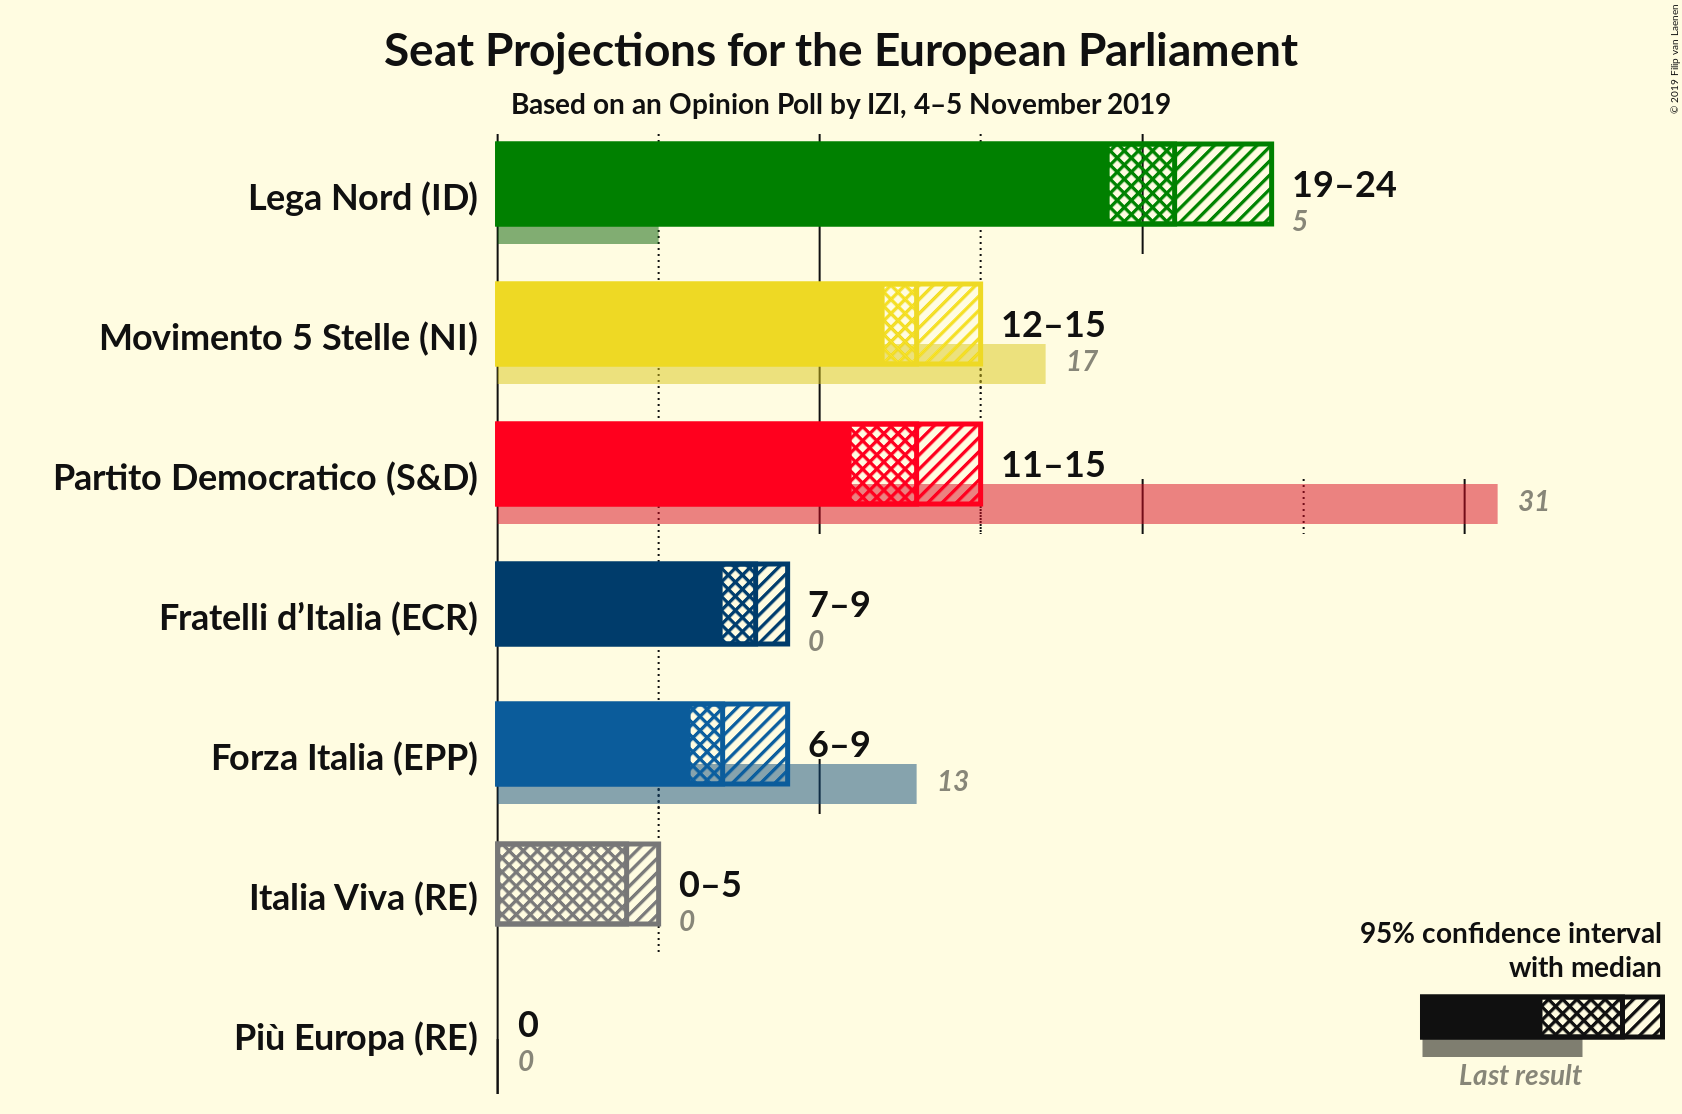 Seat Projections for the European Parliament
Based on an Opinion Poll by IZI, 4–5 November 2019
© 2019 Filip van Laenen
Lega Nord (ID)
19–24
5
Movimento 5 Stelle (NI)
12–15
17
Partito Democratico (S&D)
11–15
31
Fratelli d’Italia (ECR)
7–9
0
Forza Italia (EPP)
6–9
13
Italia Viva (RE)
0–5
0
Più Europa (RE)
0
0
95% confidence interval
with median
Last result